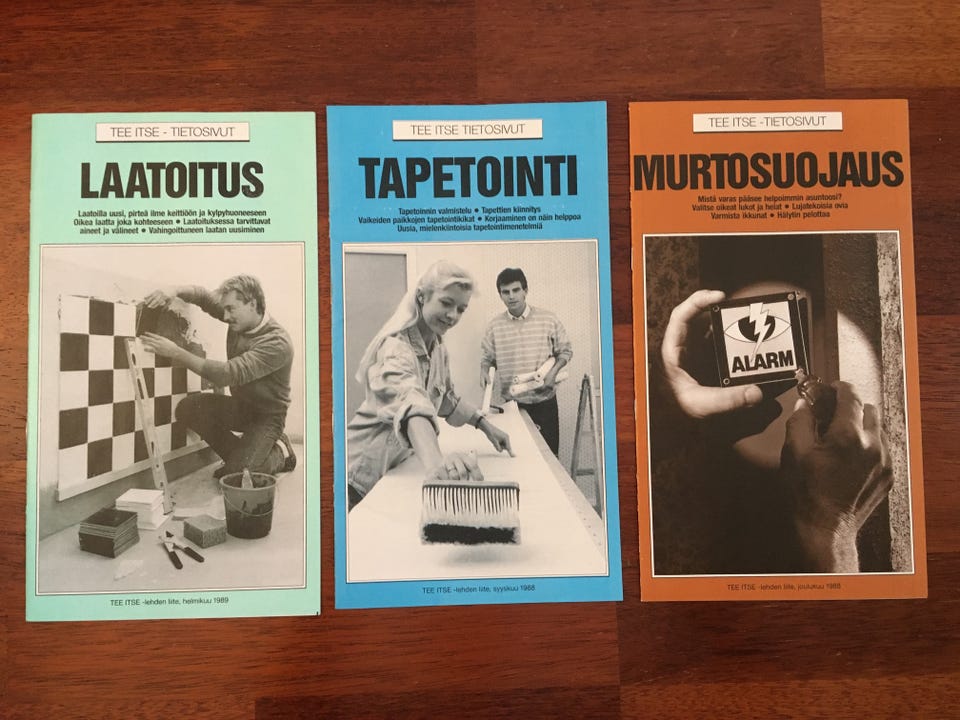 TEE ITSE - TIETOSIVUT
LAATOITUS
Laatoilla uusi, pirteä ilme keittiöön ja kylpyhuoneeseen
Oikea laatta joka kohteeseen • Laatoituksessa tarvittavat
aineet ja välineet • Vahingoittuneen laatan uusiminen
TEE ITSE -lehden liite, helmikuu 1989
TEE ITSE TIETOSIVUT
TAPETOINTI
Tapetoinnin valmistelu • Tapettien kiinnitys
Vaikeiden paikkojen tapetointikikat • Korjaaminen on näin helppoa
Uusia, mielenkiintoisia tapetointimenetelmiä
TEE ITSE -lehden liite, syyskuu 1988
TEE ITSE -TIETOSIVUT
MURTOSUOJAUS
Mistä varas pääsee helpoimmin asuntoosi?
Valitse oikeat lukot ja helat • Lujatekoisia ovia
Varmista ikkunat • Hälytin pelottaa
ALARM
TEE ITSE -lehden liite, joulukuu 1988